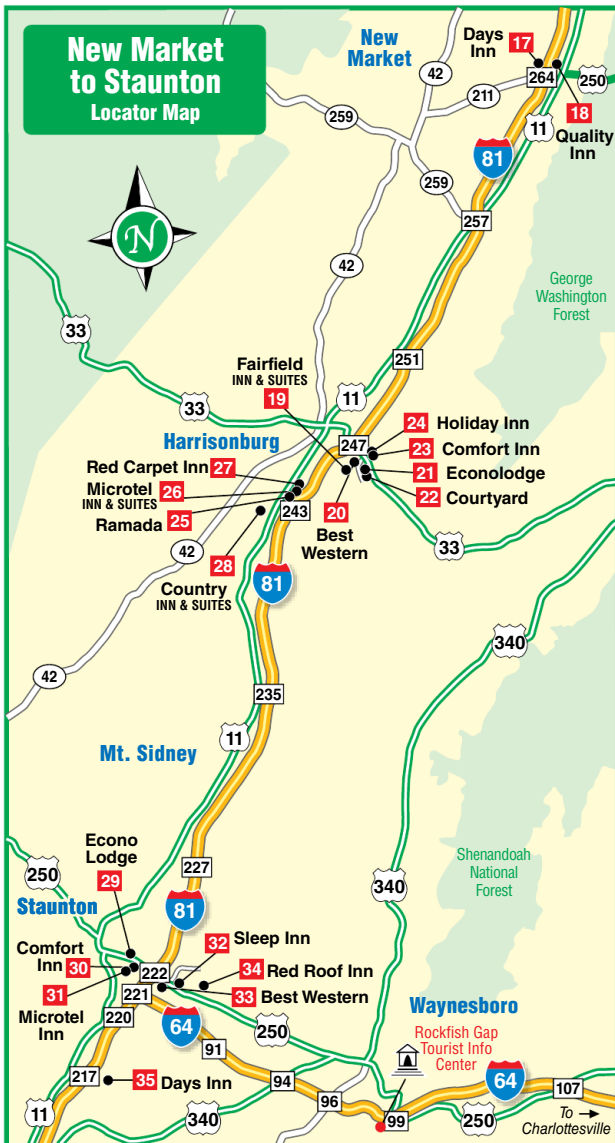 New Market
to Staunton
Locator Map
New
Market
Days
Inn
17
264
250
18
Quality
Inn
42
211
259
11
81
259
257
N
42
George
Washington
Forest
33
251
Fairfield
INN & SUITES
19
11
33
24 Holiday Inn
247
23 Comfort Inn
Harrisonburg
21 Econolodge
Red Carpet Inn 27
22 Courtyard
Microtel 26
INN & SUITES
Ramada 25
243
20
Best
Western
42
33
28
Country
INN & SUITES
81
340
42
235
11
Mt. Sidney
Econo
Lodge
29
250
227
Shenandoah
National
Forest
340
Staunton
81
32 Sleep Inn
Comfort
Inn 30
222
34 Red Roof Inn
31
221
33 Best Western
Microtel
Inn
220
64
250
Waynesboro
Rockfish Gap
Tourist Info
Center
91
217
35 Days Inn
94
64
107
96
11
340
99
250
To
Charlottesville